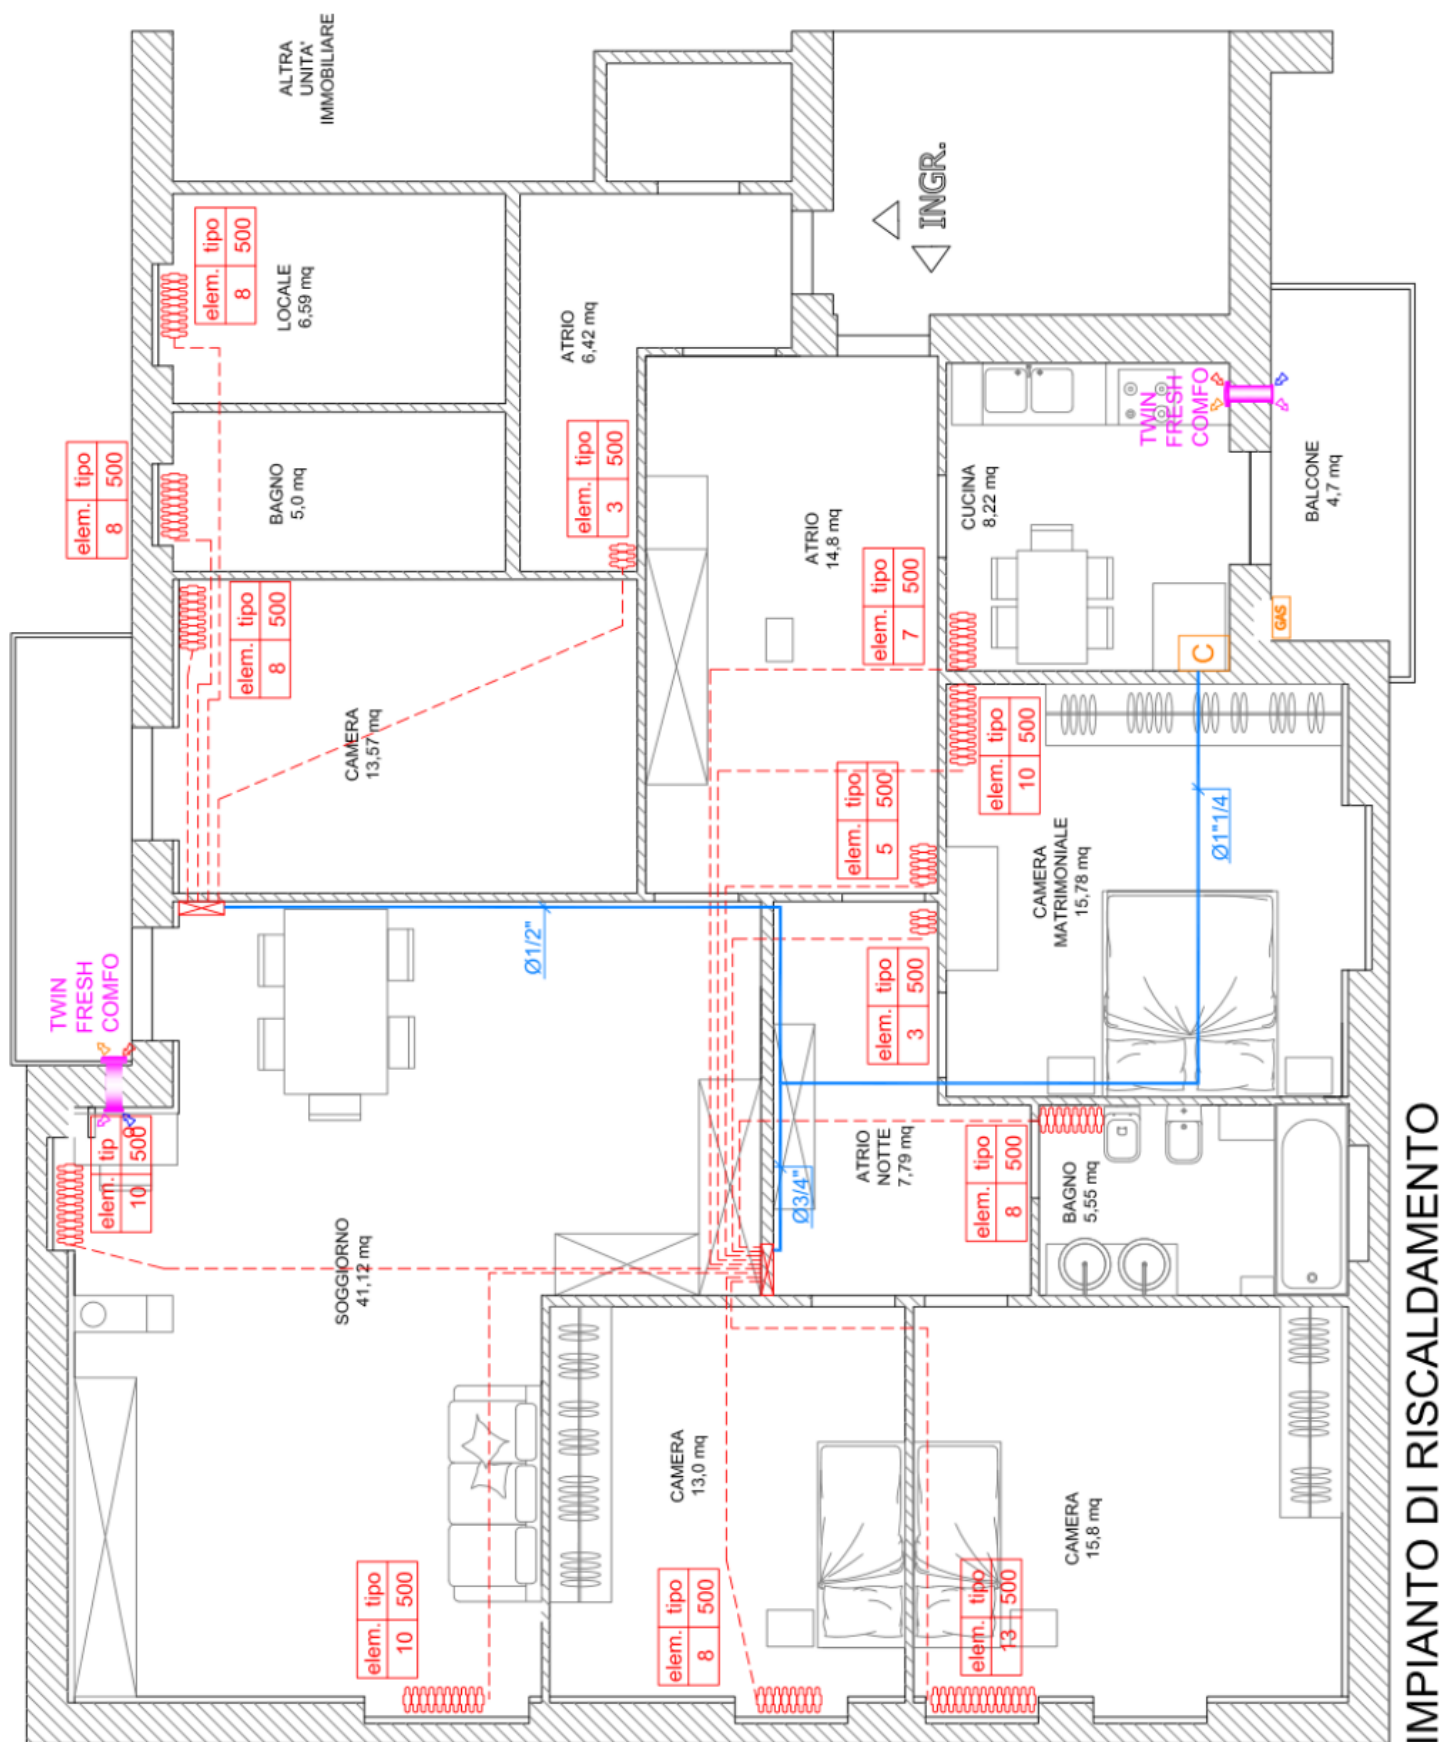 ALTRA
UNITA'
IMMOBILIARE
elem. tipo
8 500
LOCALE
6,59 mq
ATRIO
6,42 mq
INGR.
elem. tipo
8 500
BAGNO
5,0 mq
elem. tipo
3 500
TWIN
FRESH
COMFO
CUCINA
8,22 mq
BALCONE
4,7 mq
ATRIO
14,8 mq
elem. tipo
7 500
GAS
C
elem. tipo
8 500
CAMERA
13,57 mq
elem. tipo
10 500
elem. tipo
5 500
Ø1"1/4
CAMERA
MATRIMONIALE
15,78 mq
TWIN
FRESH
COMFO
Ø1/2"
elem. tipo
3 500
elem. tip
10 500
ATRIO
NOTTE
7,79 mq
Ø3/4"
elem. tipo
8 500
BAGNO
5,55 mq
SOGGIORNO
41,12 mq
CAMERA
13,0 mq
CAMERA
15,8 mq
elem. tipo
10 500
elem. tipo
8 500
elem. tipo
13 500
IMPIANTO DI RISCALDAMENTO